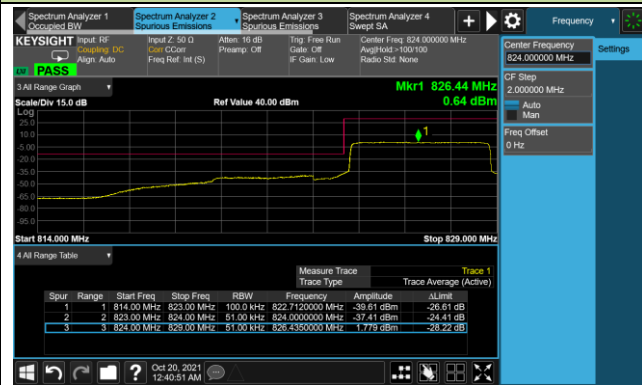 Spectrum Analyzer 1
Occupied BW
Spectrum Analyzer 2
Spurious Emissions
Spectrum Analyzer 3
Spurious Emissions
Spectrum Analyzer 4
Swept SA
Frequency
KEYSIGHT
Input: RF
Coupling: DC
Align: Auto
Input Z: 50 Ω
Corr CCorr
Freq Ref: Int (S)
Atten: 16 dB
Preamp: Off
Trig: Free Run
Gate: Off
IF Gain: Low
Center Freq: 824.000000 MHz
Avg|Hold:>100/100
Radio Std: None
PASS
Center Frequency
824.000000 MHz
Settings
CF Step
2.000000 MHz
Auto
Man
Freq Offset
0 Hz
3 All Range Graph
Mkr1 826.44 MHz
Scale/Div 15.0 dB
Ref Value 40.00 dBm
0.64 dBm
Log
25.0
10.0
-5.00
-20.0
-35.0
-50.0
-65.0
-80.0
-95.0
1
Start 814.000 MHz
Stop 829.000 MHz
4 All Range Table
Measure Trace Trace 1
Trace Type Trace Average (Active)
Spur Range Start Freq Stop Freq RBW Frequency Amplitude ΔLimit
1 1 814.00 MHz 823.00 MHz 100.0 kHz 822.7120000 MHz -39.61 dBm -26.61 dB
2 2 823.00 MHz 824.00 MHz 51.00 kHz 824.0000000 MHz -37.41 dBm -24.41 dB
3 3 824.00 MHz 829.00 MHz 51.00 kHz 826.4350000 MHz 1.779 dBm -28.22 dB
Oct 20, 2021
12:40:51 AM